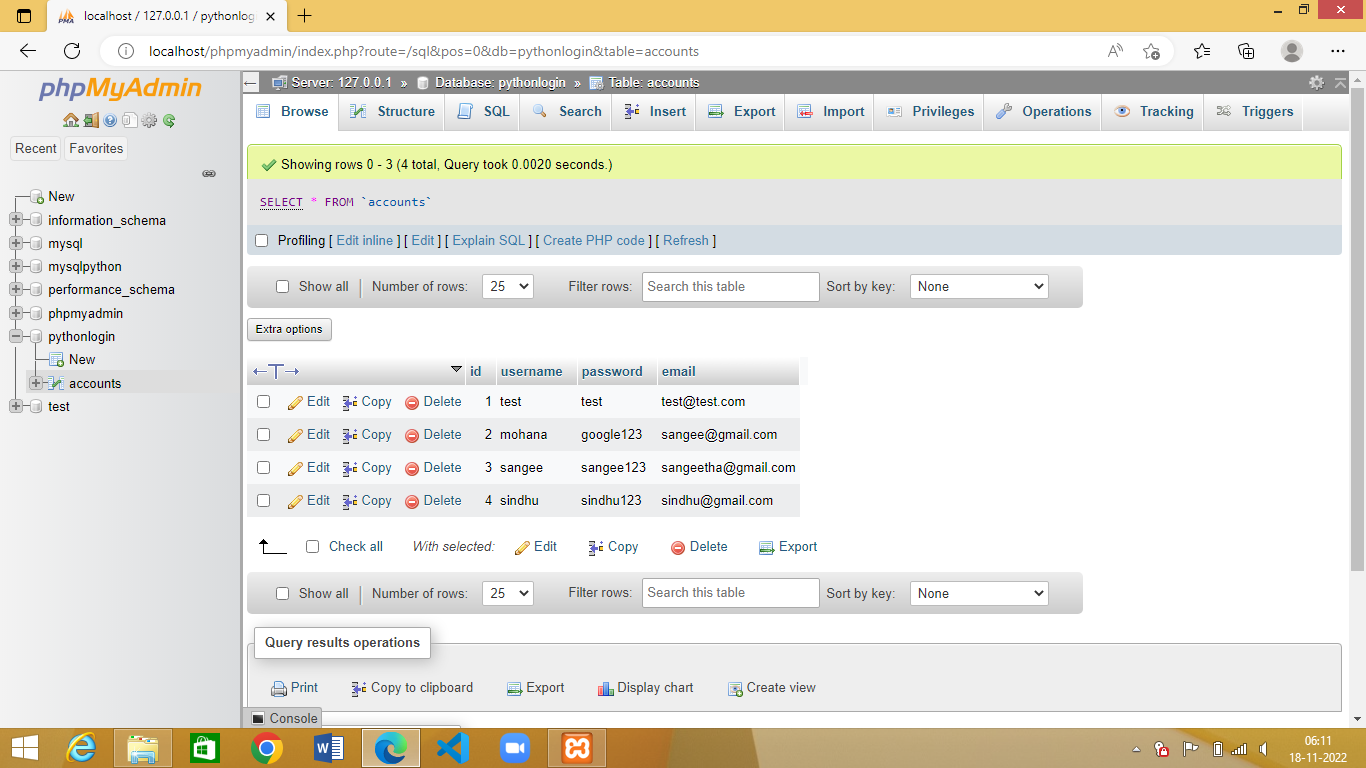 localhost / 127.0.0.1 / pythonlog
localhost/phpmyadmin/index.php?route=/sql&pos=0&db=pythonlogin&table=accounts
phpMyAdmin
Recent Favorites
New
information_schema
mysql
mysqlpython
performance_schema
phpmyadmin
pythonlogin
New
accounts
test
Server: 127.0.0.1 » Database: pythonlogin » Table: accounts
Browse Structure SQL Search Insert Export Import Privileges Operations Tracking Triggers
Showing rows 0 - 3 (4 total, Query took 0.0020 seconds.)
SELECT * FROM `accounts`
Profiling [ Edit inline ] [ Edit ] [ Explain SQL ] [ Create PHP code ] [ Refresh ]
Show all Number of rows: 25 Filter rows: Search this table Sort by key: None
Extra options
←T→ id username password email
Edit Copy Delete 1 test test test@test.com
Edit Copy Delete 2 mohana google123 sangee@gmail.com
Edit Copy Delete 3 sangee sangee123 sangeetha@gmail.com
Edit Copy Delete 4 sindhu sindhu123 sindhu@gmail.com
Check all With selected: Edit Copy Delete Export
Show all Number of rows: 25 Filter rows: Search this table Sort by key: None
Query results operations
Print Copy to clipboard Export Display chart Create view
Console
06:11
18-11-2022